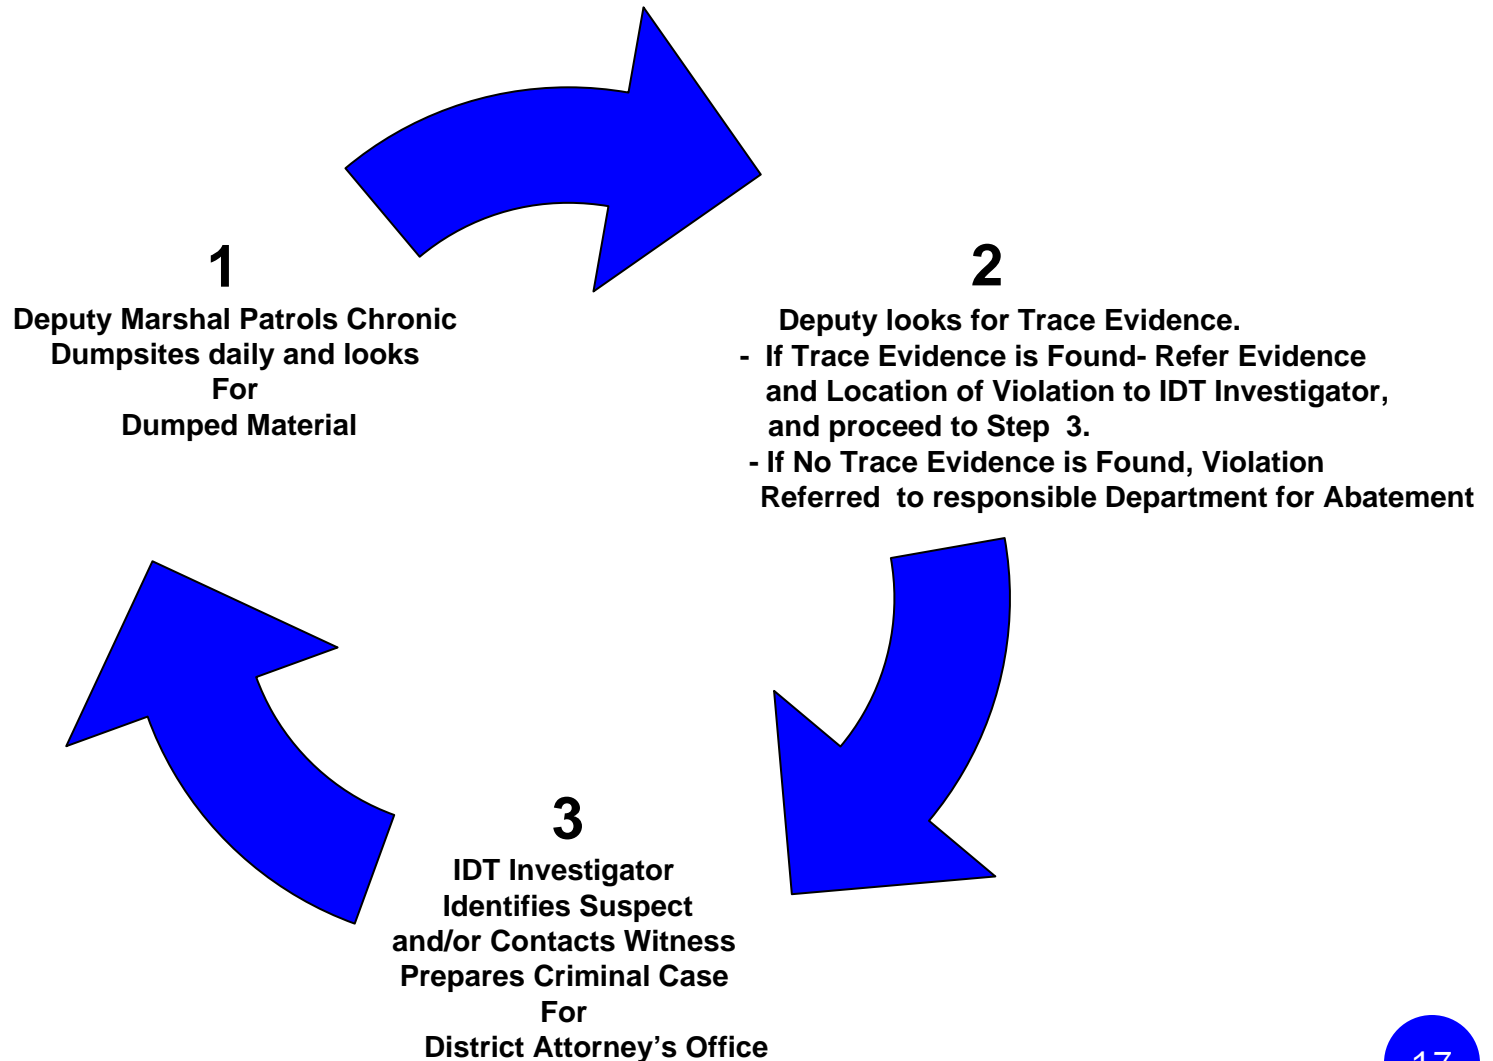 1
Deputy Marshal Patrols Chronic
Dumpsites daily and looks
For
Dumped Material
2
Deputy looks for Trace Evidence.
- If Trace Evidence is Found- Refer Evidence
and Location of Violation to IDT Investigator,
and proceed to Step 3.
- If No Trace Evidence is Found, Violation
Referred to responsible Department for Abatement
3
IDT Investigator
Identifies Suspect
and/or Contacts Witness
Prepares Criminal Case
For
District Attorney's Office
17